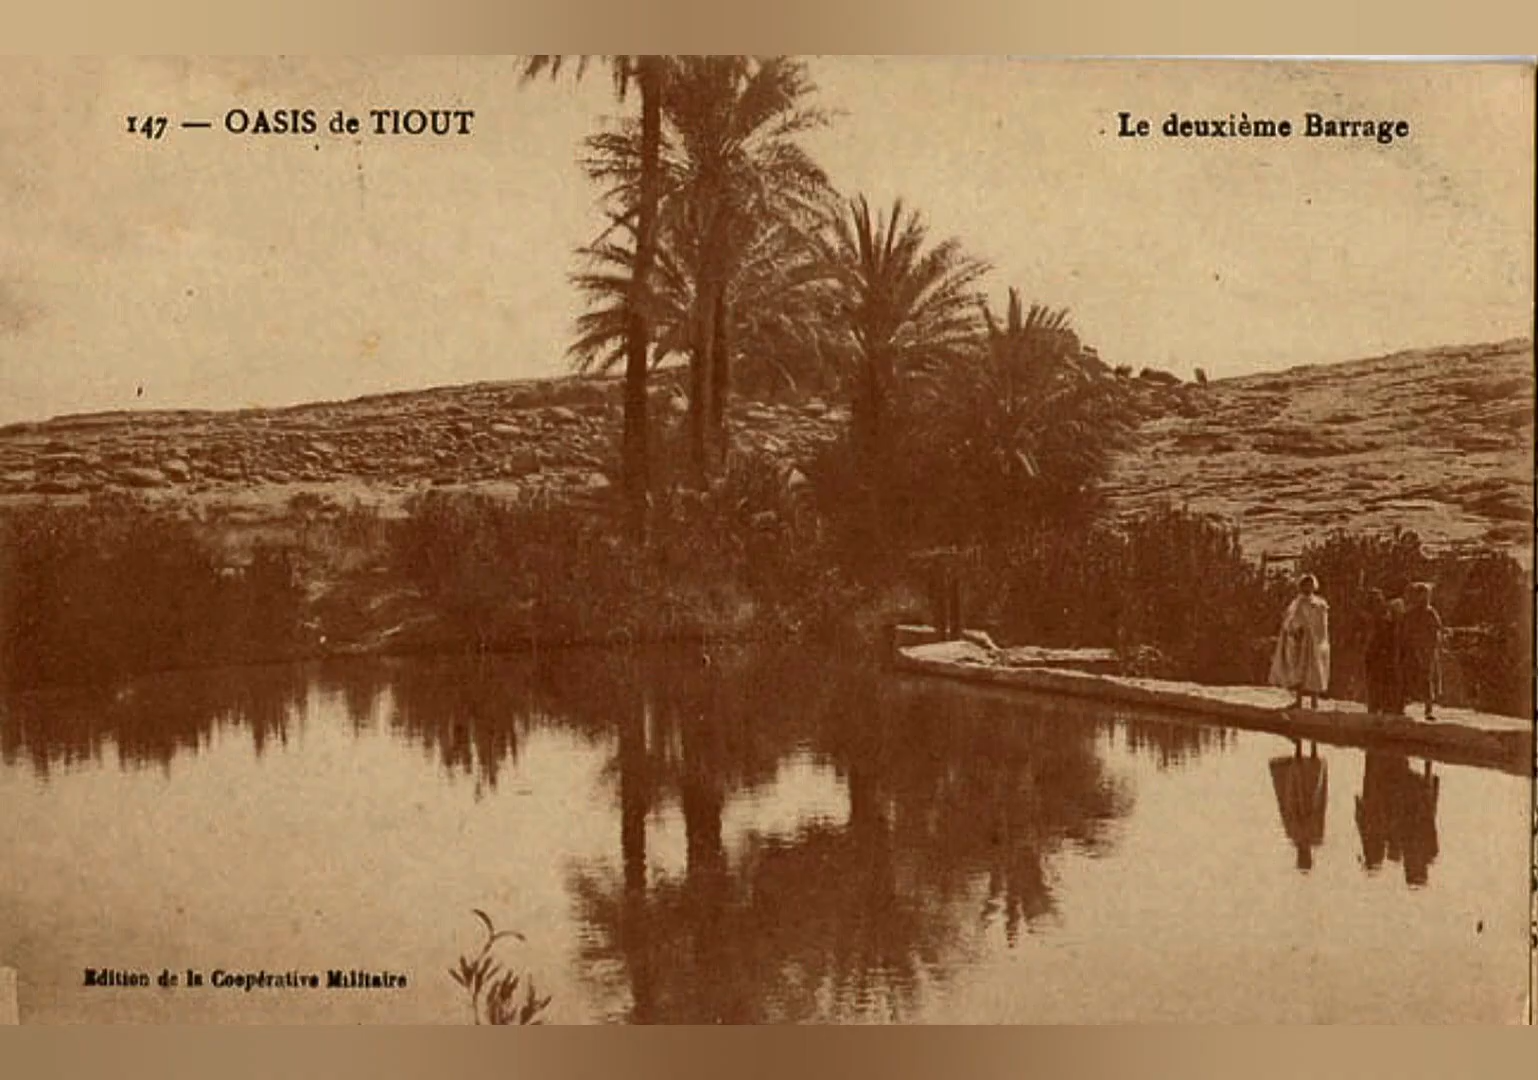 147 — OASIS de TIOUT
Le deuxième Barrage
Edition de la Coopérative Militaire